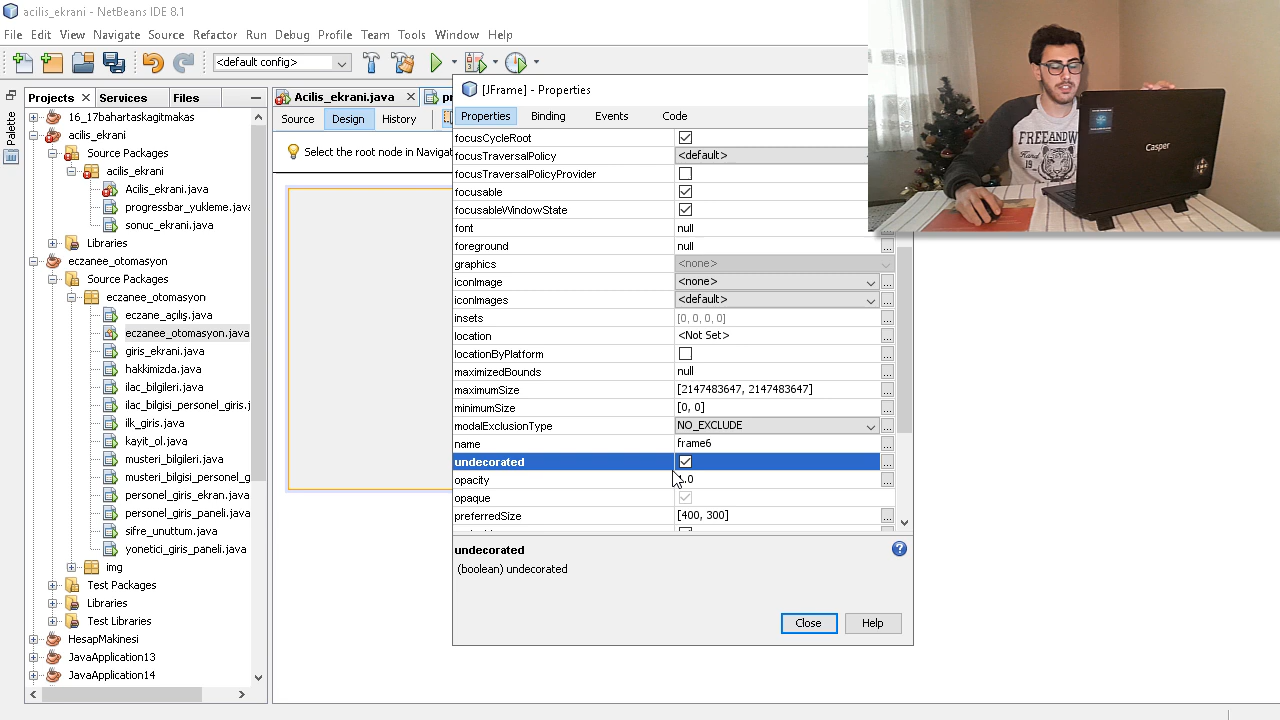 acilis_ekrani - NetBeans IDE 8.1
File Edit View Navigate Source Refactor Run Debug Profile Team Tools Window Help
<default config>
Palette
Projects Services Files
16_17bahartaskagitmakas
acilis_ekrani
Source Packages
acilis_ekrani
Acilis_ekrani.java
progressbar_yukleme.java
sonuc_ekrani.java
Libraries
eczanee_otomasyon
Source Packages
eczanee_otomasyon
eczane_açılış.java
eczanee_otomasyon.java
giris_ekrani.java
hakkimizda.java
ilac_bilgileri.java
ilac_bilgisi_personel_giris.j
ilk_giris.java
kayit_ol.java
musteri_bilgileri.java
musteri_bilgisi_personel_g
personel_giris_ekran.java
personel_giris_paneli.java
sifre_unuttum.java
yonetici_giris_paneli.java
img
Test Packages
Libraries
Test Libraries
HesapMakinesi
JavaApplication13
JavaApplication14
Acilis_ekrani.java
Source Design History
Select the root node in Navigat
[JFrame] - Properties
Properties Binding Events Code
focusCycleRoot
focusTraversalPolicy <default>
focusTraversalPolicyProvider
focusable
focusableWindowState
font null
foreground null
graphics <none>
iconImage <none>
iconImages <default>
insets [0, 0, 0, 0]
location <Not Set>
locationByPlatform
maximizedBounds null
maximumSize [2147483647, 2147483647]
minimumSize [0, 0]
modalExclusionType NO_EXCLUDE
name frame6
undecorated
opacity .0
opaque
preferredSize [400, 300]
undecorated
(boolean) undecorated
Close Help
FREEANDW
19
Casper